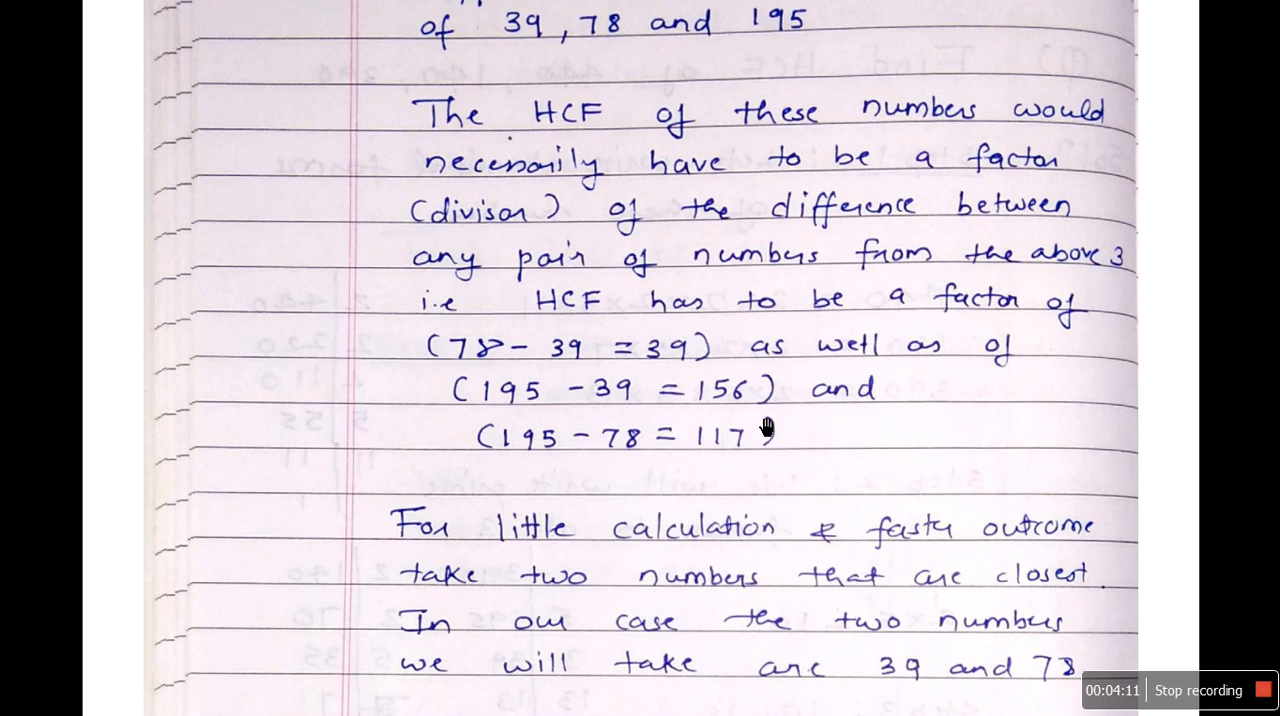 of 39, 78 and 195
The HCF of these numbers would
necessarily have to be a factor
(divisor) of the difference between
any pair of numbers from the above 3
i.e HCF has to be a factor of
(78 - 39 = 39) as well as of
(195 - 39 = 156) and
(195 - 78 = 117)
For little calculation & faster outcome
take two numbers that are closest.
In our case the two numbers
we will take are 39 and 78
00:04:11 Stop recording